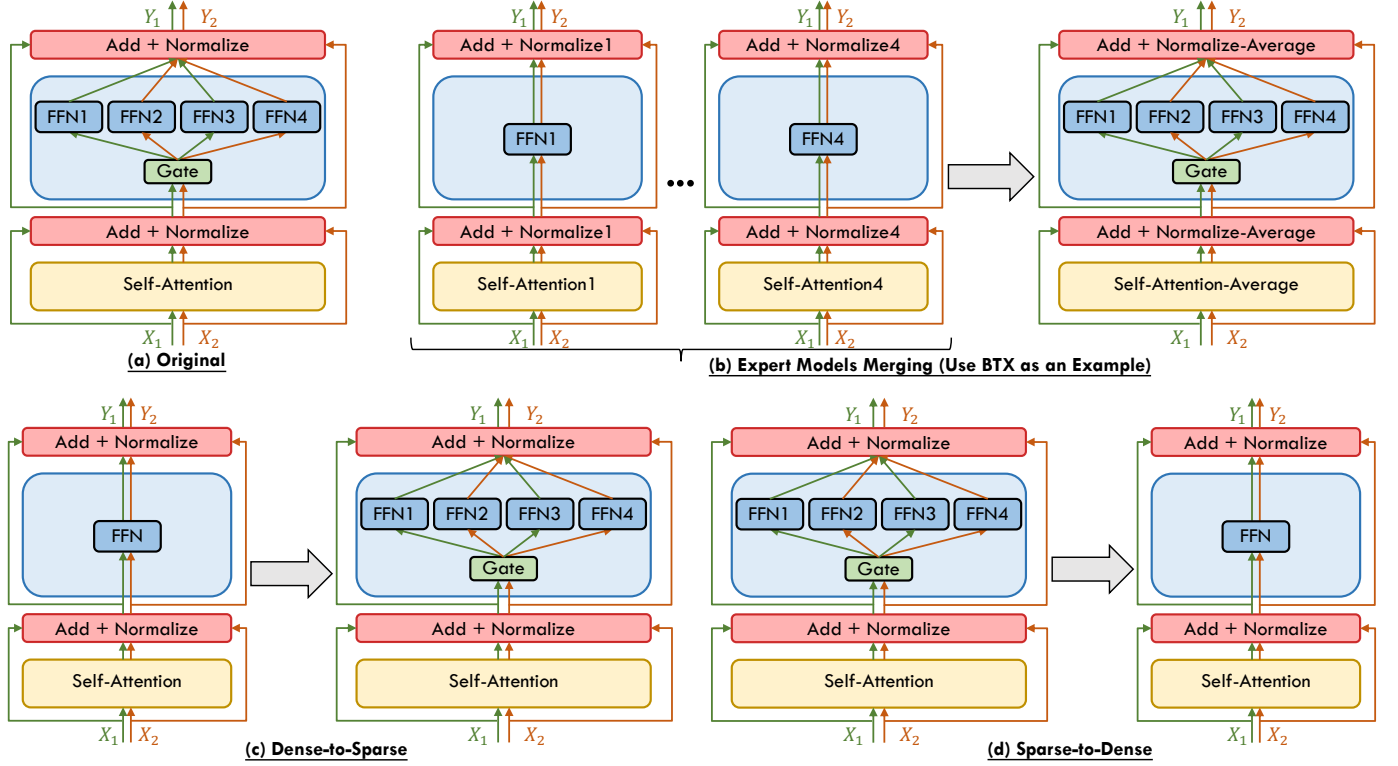 Y₁ Y₂
Add + Normalize
FFN1 FFN2 FFN3 FFN4
Gate
Add + Normalize
Self-Attention
X₁ X₂
(a) Original
Y₁ Y₂
Add + Normalize1
FFN1
Add + Normalize1
Self-Attention1
X₁ X₂
...
Y₁ Y₂
Add + Normalize4
FFN4
Add + Normalize4
Self-Attention4
X₁ X₂
Y₁ Y₂
Add + Normalize-Average
FFN1 FFN2 FFN3 FFN4
Gate
Add + Normalize-Average
Self-Attention-Average
X₁ X₂
(b) Expert Models Merging (Use BTX as an Example)
Y₁ Y₂
Add + Normalize
FFN
Add + Normalize
Self-Attention
X₁ X₂
Y₁ Y₂
Add + Normalize
FFN1 FFN2 FFN3 FFN4
Gate
Add + Normalize
Self-Attention
X₁ X₂
(c) Dense-to-Sparse
Y₁ Y₂
Add + Normalize
FFN1 FFN2 FFN3 FFN4
Gate
Add + Normalize
Self-Attention
X₁ X₂
Y₁ Y₂
Add + Normalize
FFN
Add + Normalize
Self-Attention
X₁ X₂
(d) Sparse-to-Dense